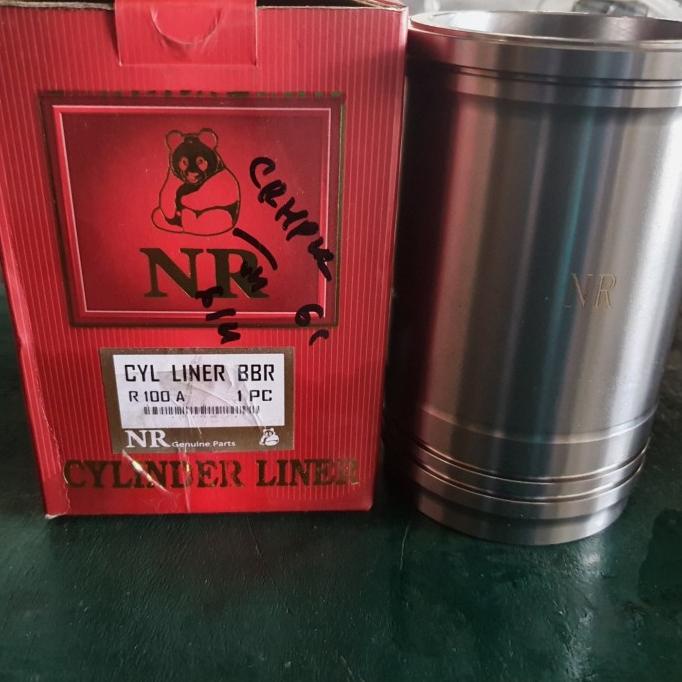 NR
CYL LINER BBR
R 100 A 1 PC
NR Genuine Parts
CYLINDER LINER
NR